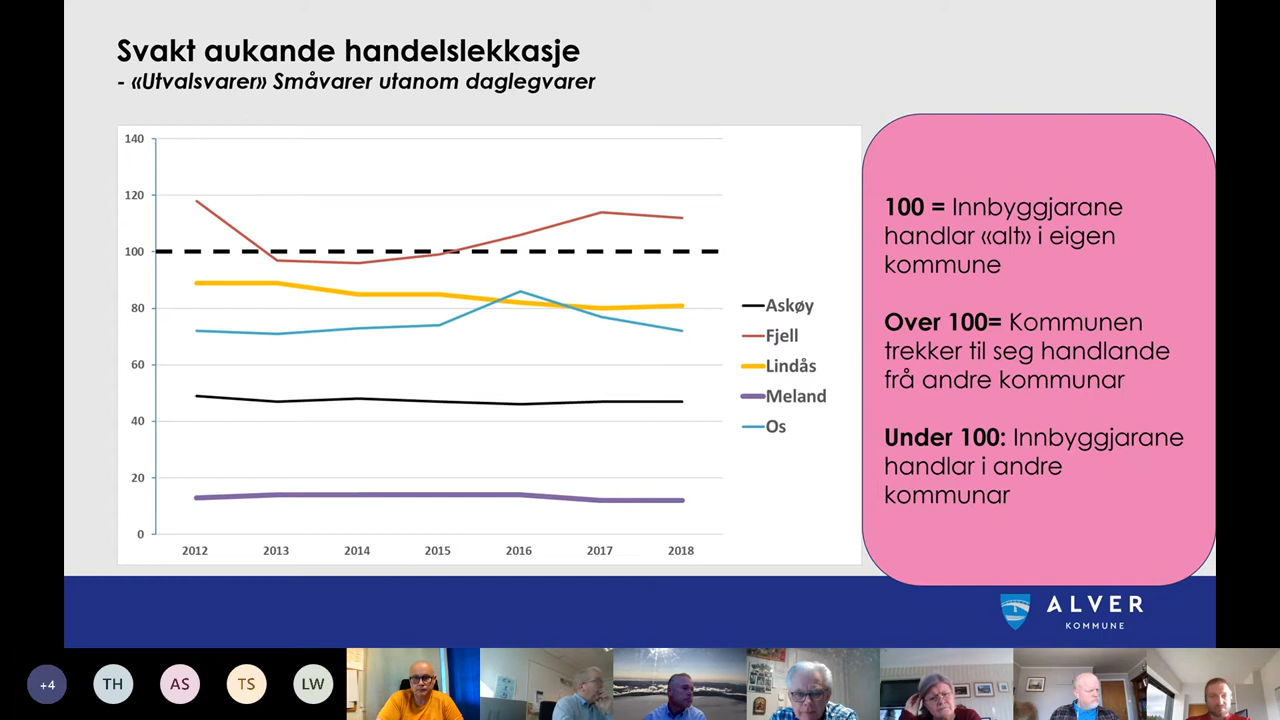 Svakt aukande handelslekkasje
- «Utvalsvarer» Småvarer utanom daglegvarer
140
120
100
80
60
40
20
0
2012 2013 2014 2015 2016 2017 2018
Askøy
Fjell
Lindås
Meland
Os
100 = Innbyggjarane
handlar «alt» i eigen
kommune
Over 100= Kommunen
trekker til seg handlande
frå andre kommunar
Under 100: Innbyggjarane
handlar i andre
kommunar
ALVER
KOMMUNE
+4 TH AS TS LW